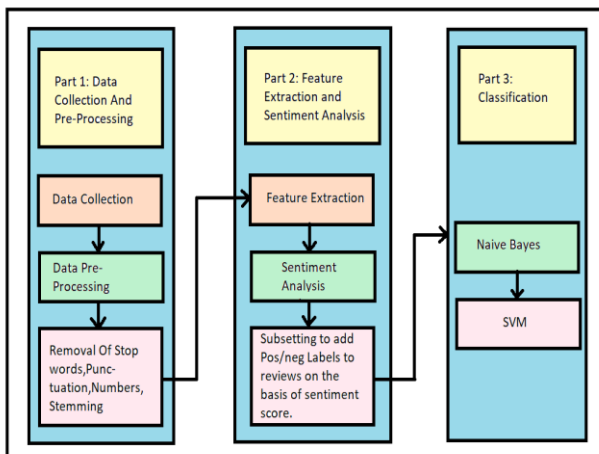 Part 1: Data
Collection And
Pre-Processing
Data Collection
Data Pre-
Processing
Removal Of Stop
words,Punc-
tuation,Numbers,
Stemming
Part 2: Feature
Extraction and
Sentiment Analysis
Feature Extraction
Sentiment
Analysis
Subsetting to add
Pos/neg Labels to
reviews on the
basis of sentiment
score.
Part 3:
Classification
Naive Bayes
SVM